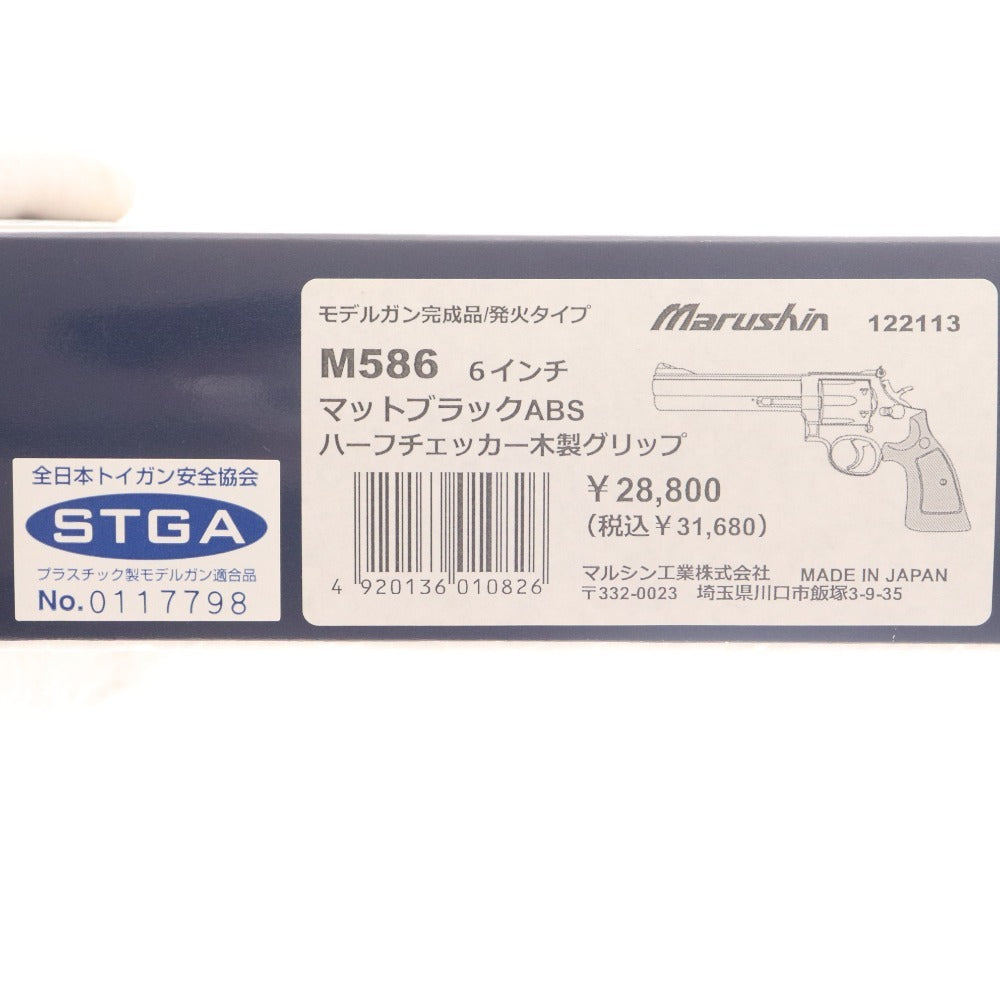 モデルガン完成品/発火タイプ
Marushin 122113
M586 6インチ
マットブラックABS
ハーフチェッカー木製グリップ
￥28,800
(税込￥31,680)
4 920136 010826
マルシン工業株式会社 MADE IN JAPAN
〒332-0023 埼玉県川口市飯塚3-9-35
全日本トイガン安全協会
STGA
プラスチック製モデルガン適合品
No.0117798